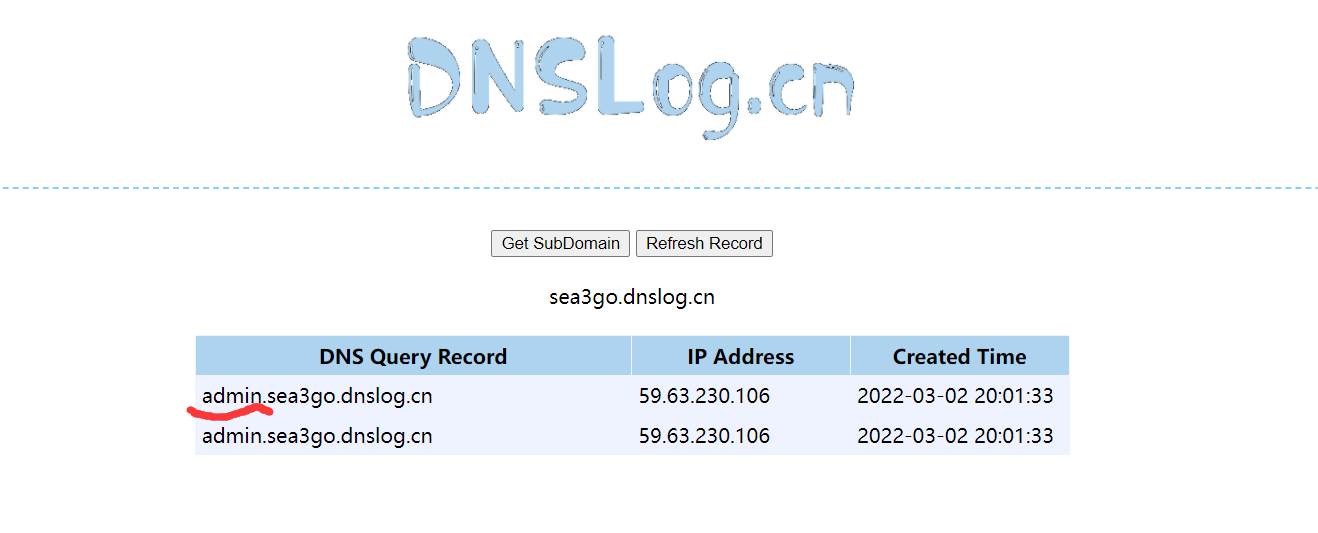 DNSLog.cn
Get SubDomain Refresh Record
sea3go.dnslog.cn
DNS Query Record IP Address Created Time
admin.sea3go.dnslog.cn 59.63.230.106 2022-03-02 20:01:33
admin.sea3go.dnslog.cn 59.63.230.106 2022-03-02 20:01:33